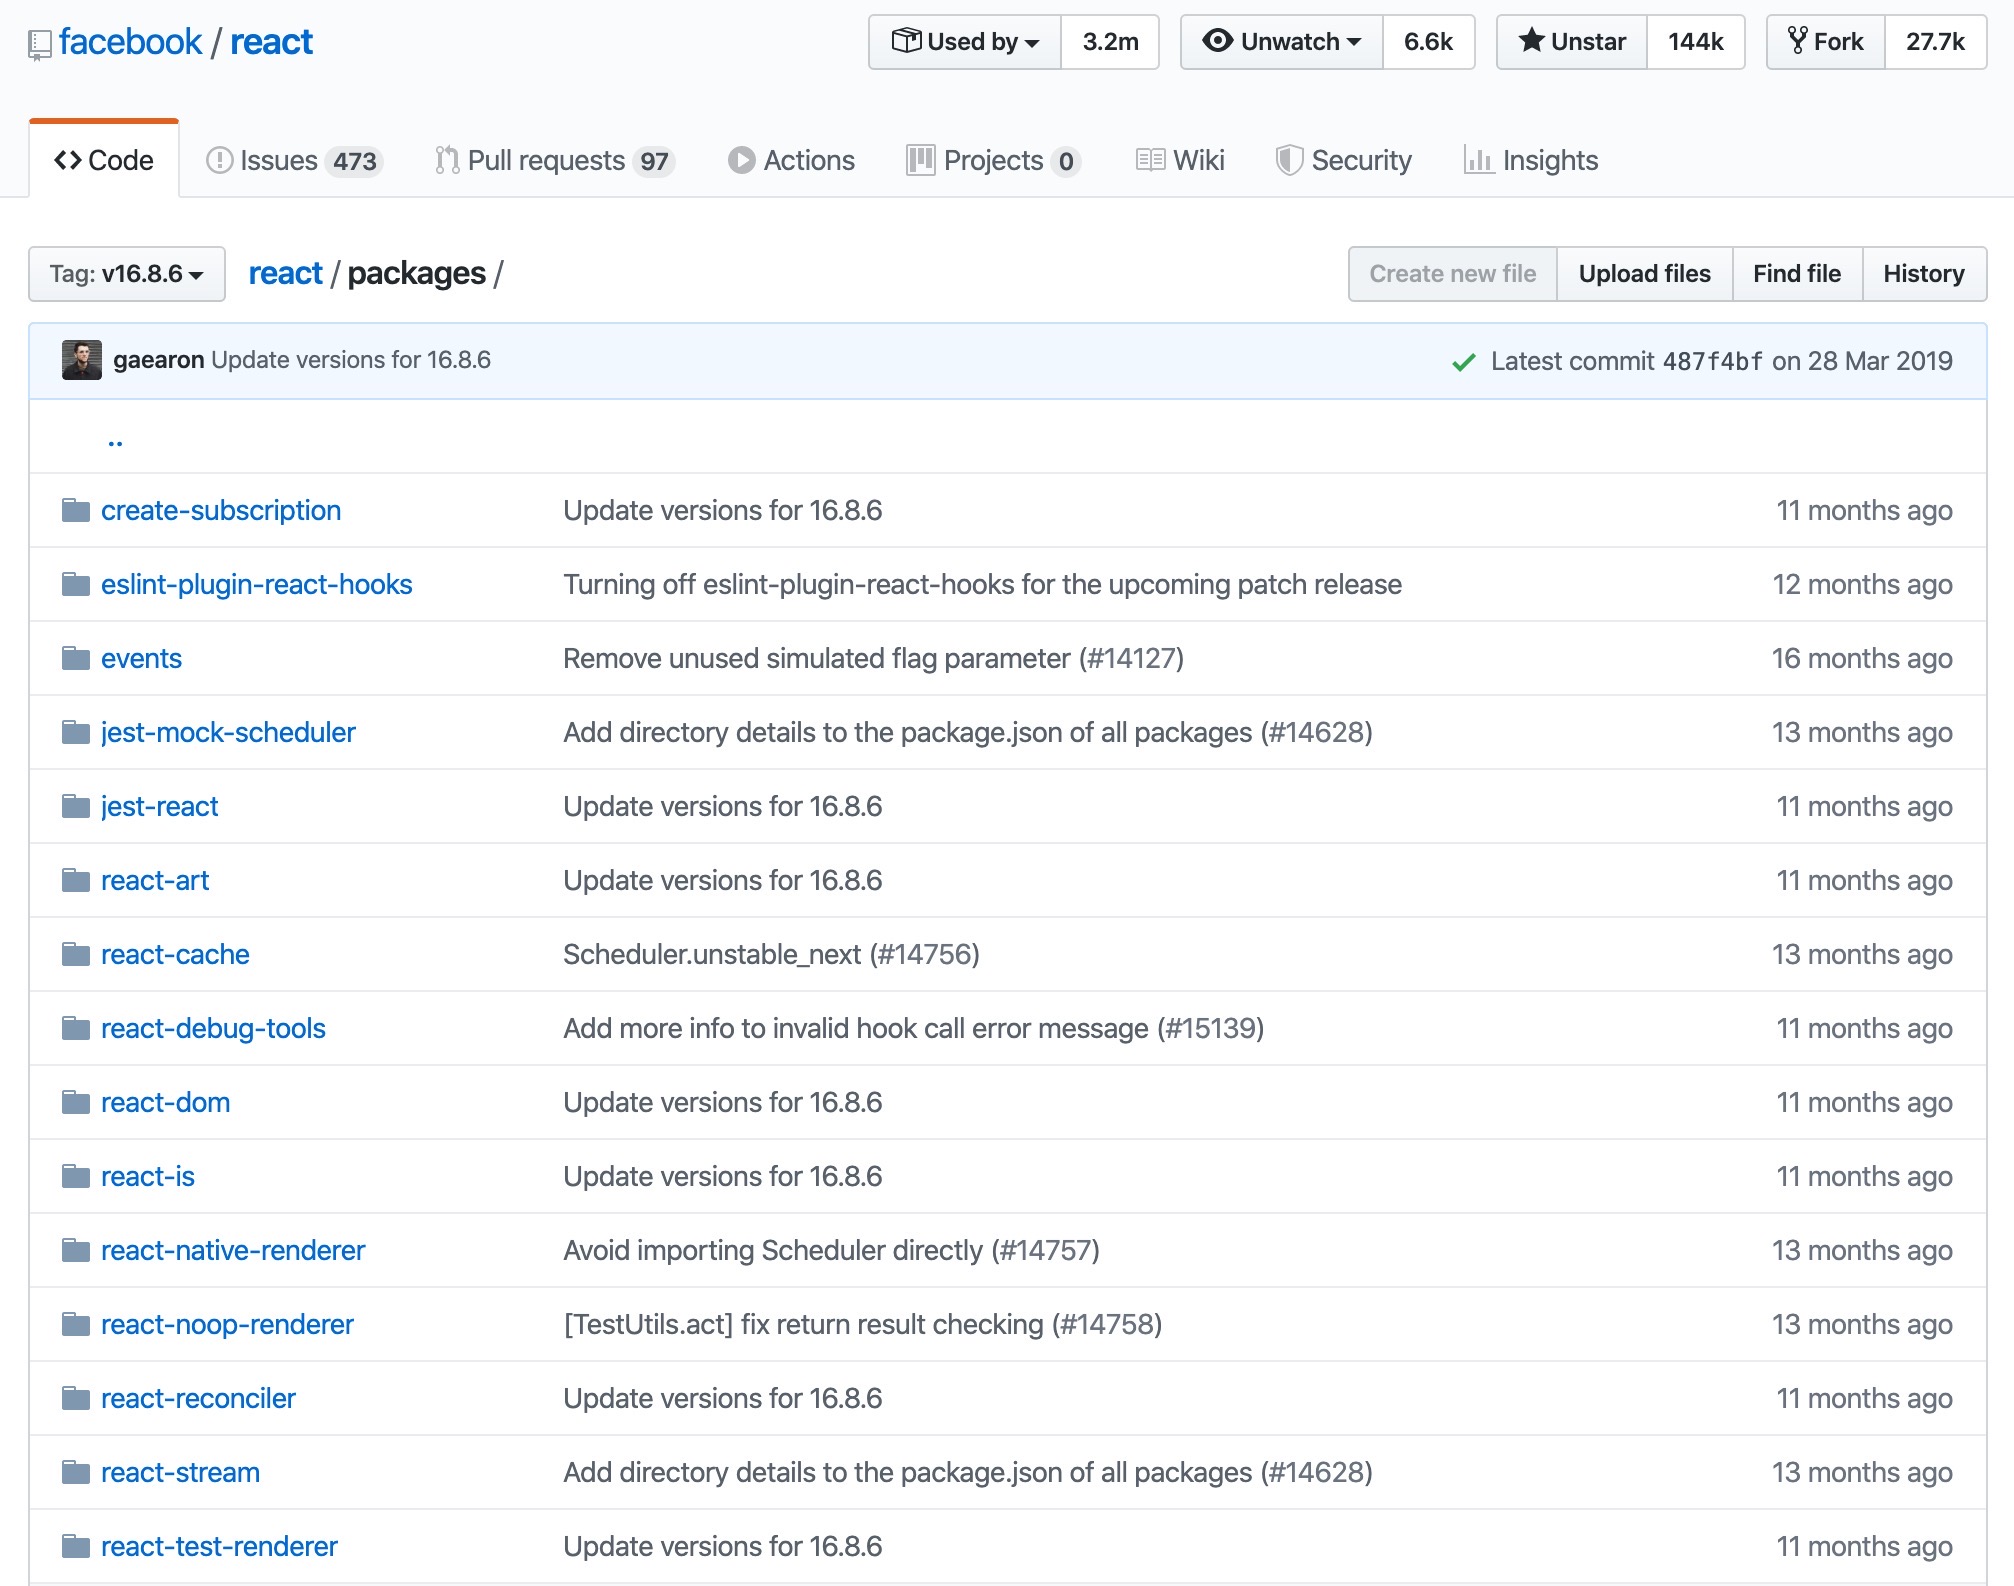 facebook / react Used by 3.2m Unwatch 6.6k Unstar 144k Fork 27.7k
Code Issues 473 Pull requests 97 Actions Projects 0 Wiki Security Insights
Tag: v16.8.6 react / packages / Create new file Upload files Find file History
gaearon Update versions for 16.8.6 Latest commit 487f4bf on 28 Mar 2019
..
create-subscription Update versions for 16.8.6 11 months ago
eslint-plugin-react-hooks Turning off eslint-plugin-react-hooks for the upcoming patch release 12 months ago
events Remove unused simulated flag parameter (#14127) 16 months ago
jest-mock-scheduler Add directory details to the package.json of all packages (#14628) 13 months ago
jest-react Update versions for 16.8.6 11 months ago
react-art Update versions for 16.8.6 11 months ago
react-cache Scheduler.unstable_next (#14756) 13 months ago
react-debug-tools Add more info to invalid hook call error message (#15139) 11 months ago
react-dom Update versions for 16.8.6 11 months ago
react-is Update versions for 16.8.6 11 months ago
react-native-renderer Avoid importing Scheduler directly (#14757) 13 months ago
react-noop-renderer [TestUtils.act] fix return result checking (#14758) 13 months ago
react-reconciler Update versions for 16.8.6 11 months ago
react-stream Add directory details to the package.json of all packages (#14628) 13 months ago
react-test-renderer Update versions for 16.8.6 11 months ago